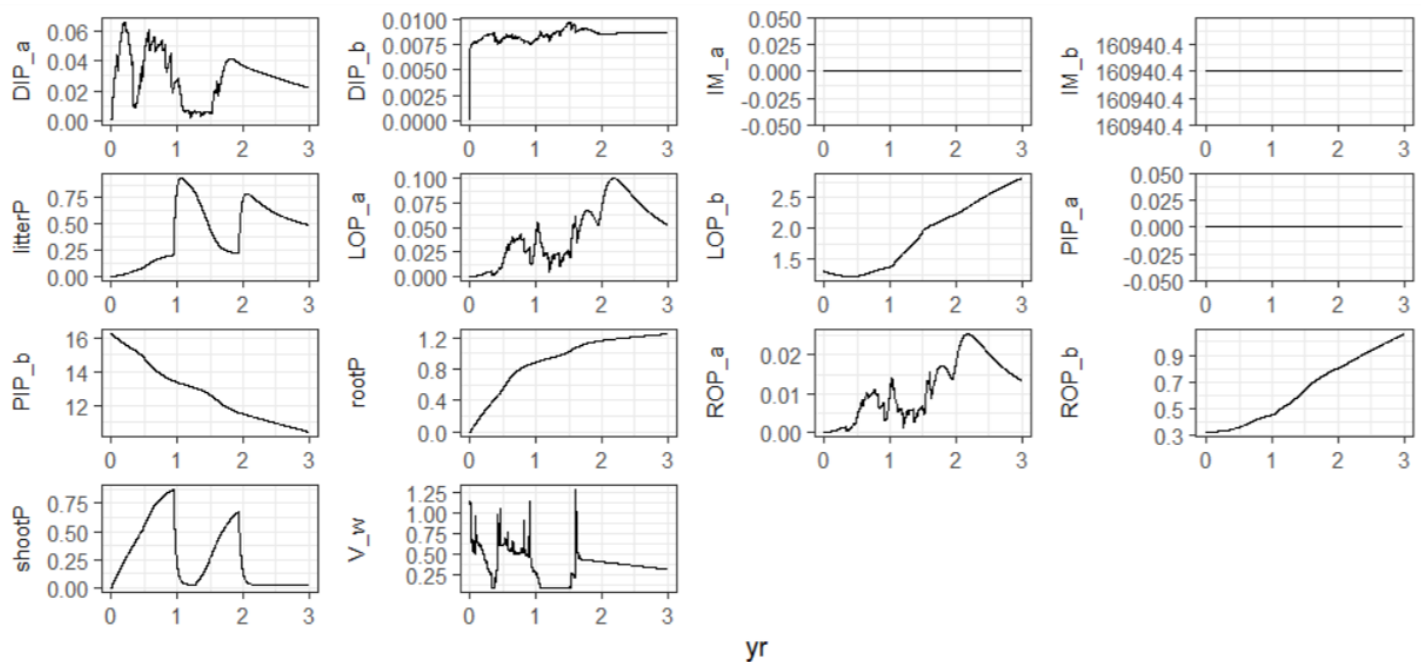 DIP_a
0.06
0.04
0.02
0.00
0 1 2 3
DIP_b
0.0100
0.0075
0.0050
0.0025
0.0000
0 1 2 3
IM_a
0.050
0.025
0.000
-0.025
-0.050
0 1 2 3
IM_b
160940.4
160940.4
160940.4
160940.4
160940.4
0 1 2 3
litterP
0.75
0.50
0.25
0.00
0 1 2 3
LOP_a
0.100
0.075
0.050
0.025
0.000
0 1 2 3
LOP_b
2.5
2.0
1.5
0 1 2 3
PIP_a
0.050
0.025
0.000
-0.025
-0.050
0 1 2 3
PIP_b
16
14
12
0 1 2 3
rootP
1.2
0.8
0.4
0.0
0 1 2 3
ROP_a
0.02
0.01
0.00
0 1 2 3
ROP_b
0.9
0.7
0.5
0.3
0 1 2 3
shootP
0.75
0.50
0.25
0.00
0 1 2 3
V_w
1.25
1.00
0.75
0.50
0.25
0 1 2 3
yr